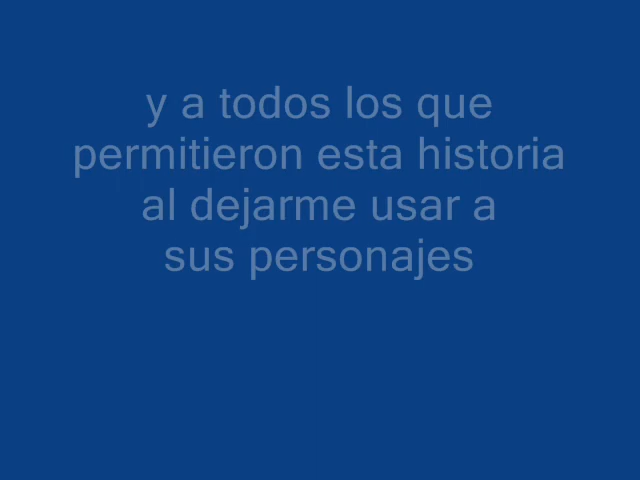 y a todos los que
permitieron esta historia
al dejarme usar a
sus personajes